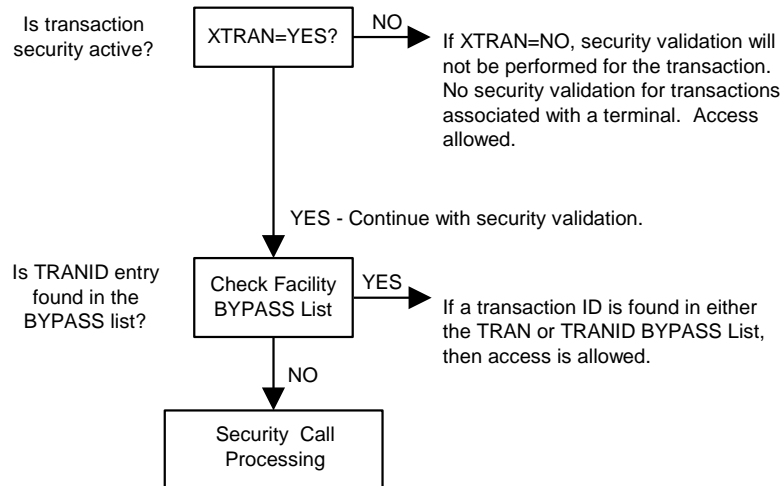 Is transaction
security active?
XTRAN=YES?
NO
If XTRAN=NO, security validation will
not be performed for the transaction.
No security validation for transactions
associated with a terminal.  Access
allowed.
YES - Continue with security validation.
Is TRANID entry
found in the
BYPASS list?
Check Facility
BYPASS List
YES
If a transaction ID is found in either
the TRAN or TRANID BYPASS List,
then access is allowed.
NO
Security  Call
Processing